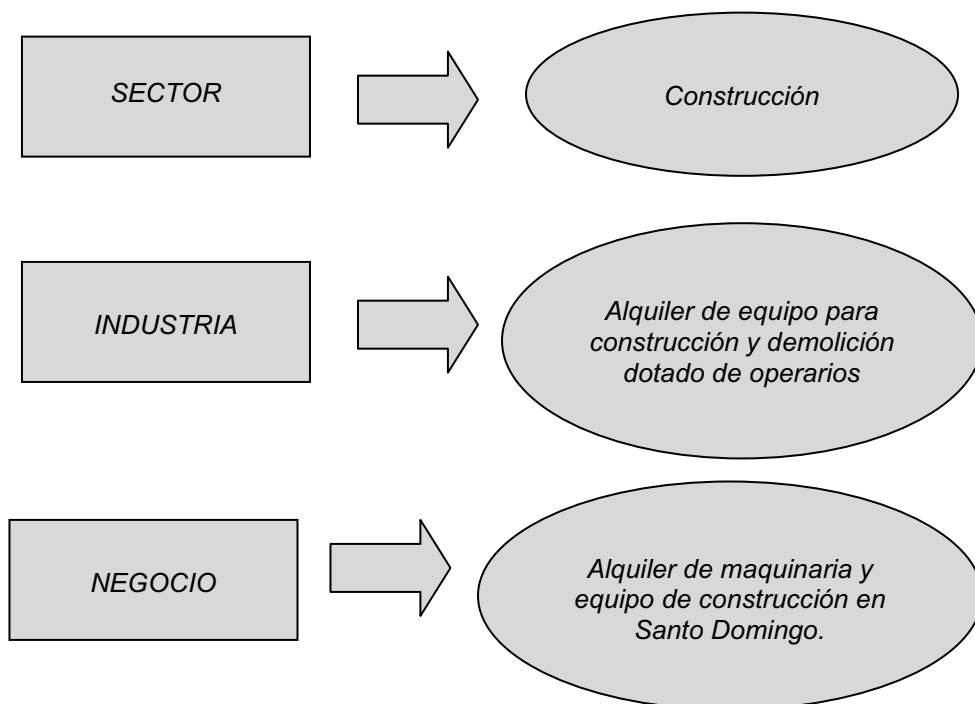 SECTOR
Construcción
INDUSTRIA
Alquiler de equipo para
construcción y demolición
dotado de operarios
NEGOCIO
Alquiler de maquinaria y
equipo de construcción en
Santo Domingo.